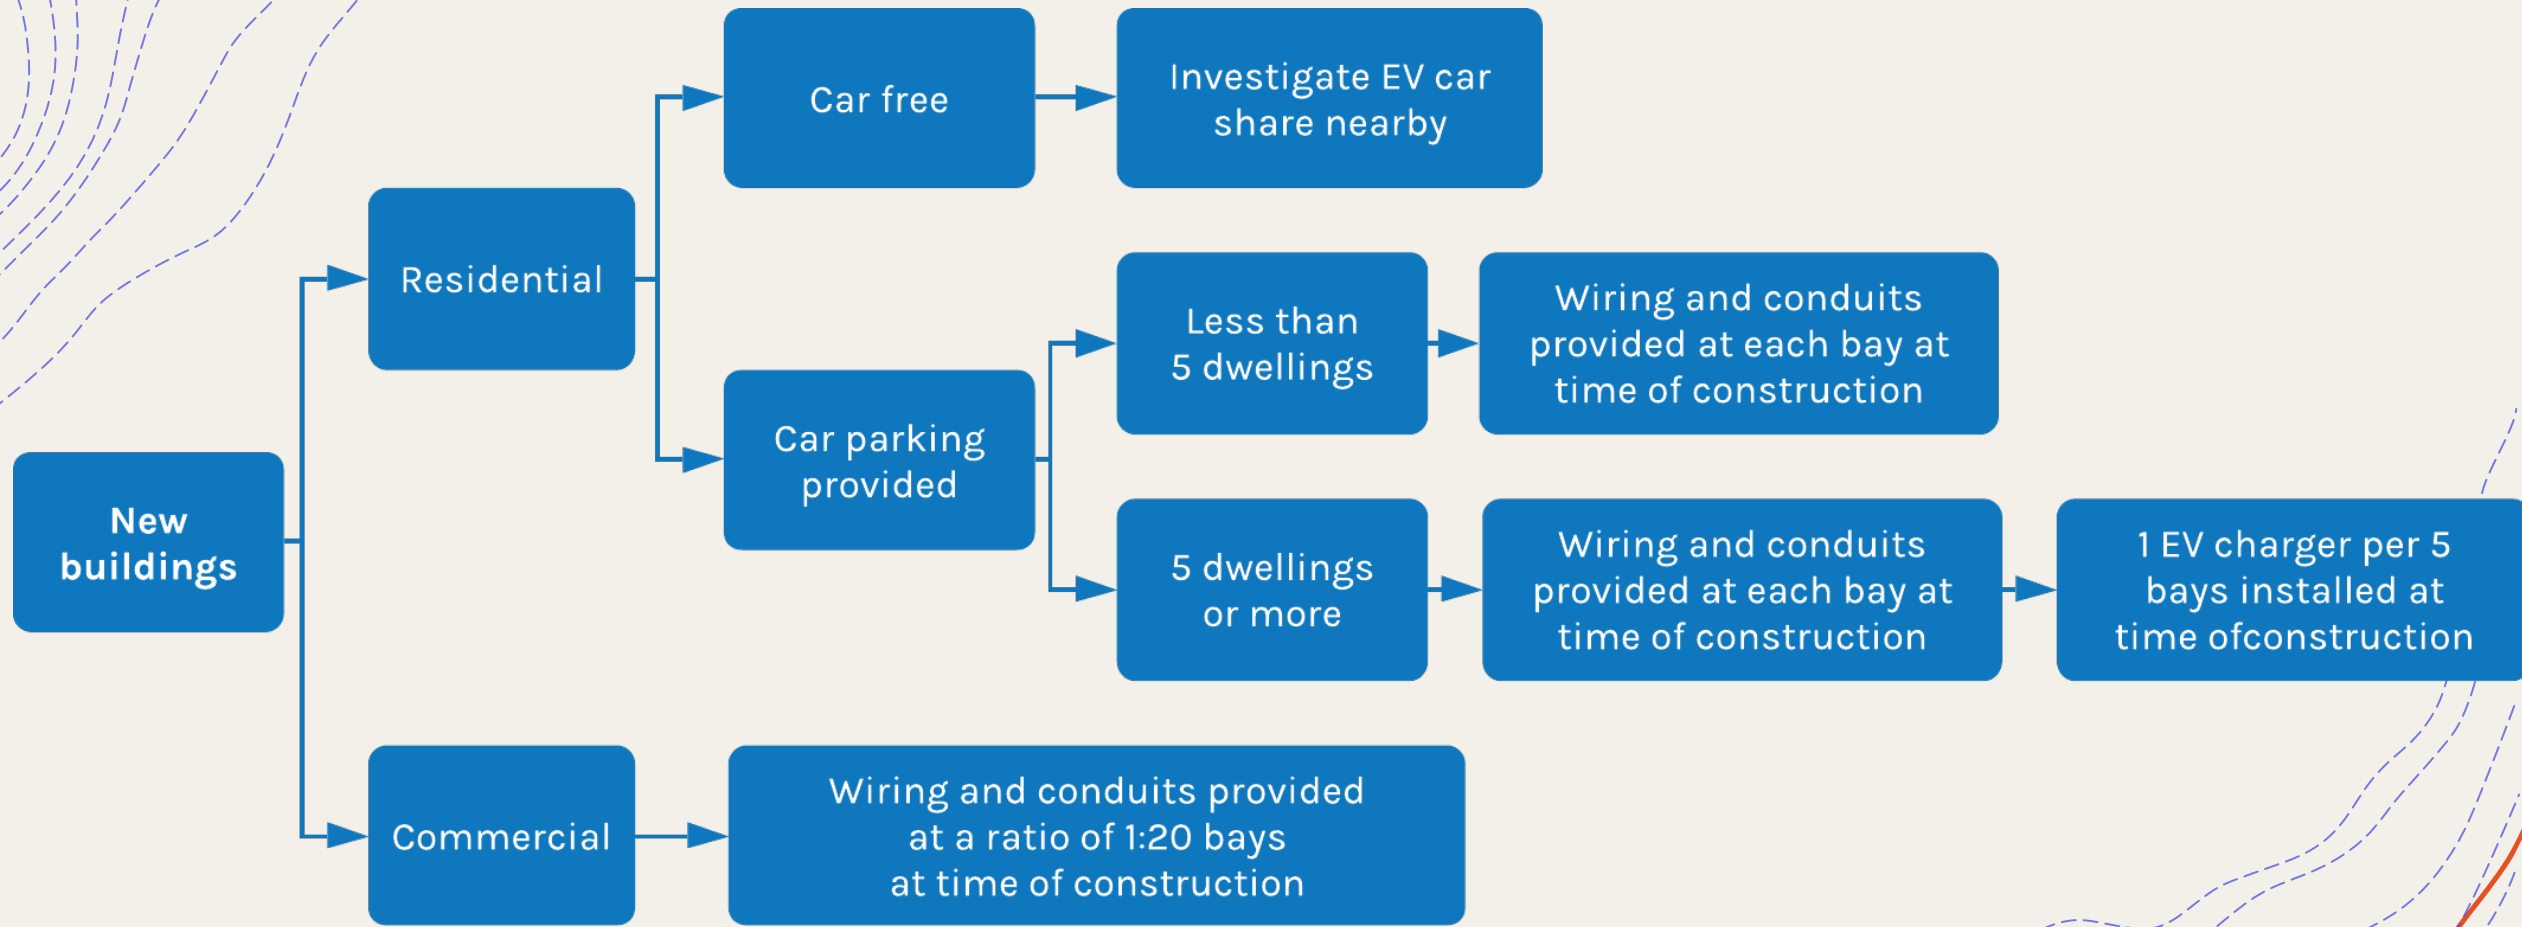 Car free
Investigate EV car
share nearby
Residential
Less than
5 dwellings
Wiring and conduits
provided at each bay at
time of construction
Car parking
provided
New
buildings
5 dwellings
or more
Wiring and conduits
provided at each bay at
time of construction
1 EV charger per 5
bays installed at
time ofconstruction
Commercial
Wiring and conduits provided
at a ratio of 1:20 bays
at time of construction